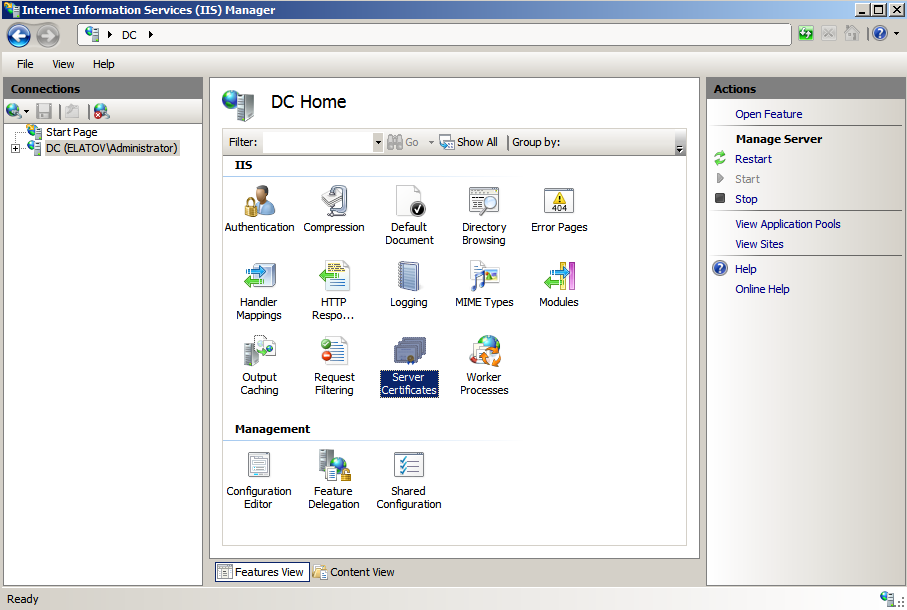 Internet Information Services (IIS) Manager
DC
File View Help
Connections
Start Page
DC (ELATOV\Administrator)
DC Home
Filter: Go Show All Group by:
IIS
Authentication Compression Default Document Directory Browsing Error Pages
404
Handler Mappings HTTP Respo... Logging MIME Types Modules
Output Caching Request Filtering Server Certificates Worker Processes
Management
Configuration Editor Feature Delegation Shared Configuration
Features View Content View
Actions
Open Feature
Manage Server
Restart
Start
Stop
View Application Pools
View Sites
Help
Online Help
Ready